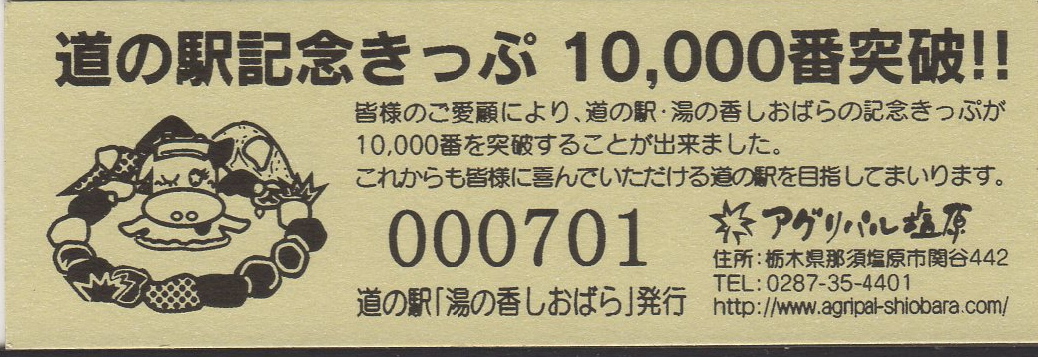 道の駅記念きっぷ 10,000番突破!!
皆様のご愛顧により、道の駅・湯の香しおばらの記念きっぷが
10,000番を突破することが出来ました。
これからも皆様に喜んでいただける道の駅を目指してまいります。
000701
道の駅「湯の香しおばら」発行
アグリパル塩原
住所:栃木県那須塩原市関谷442
TEL:0287-35-4401
http://www.agripal-shiobara.com/